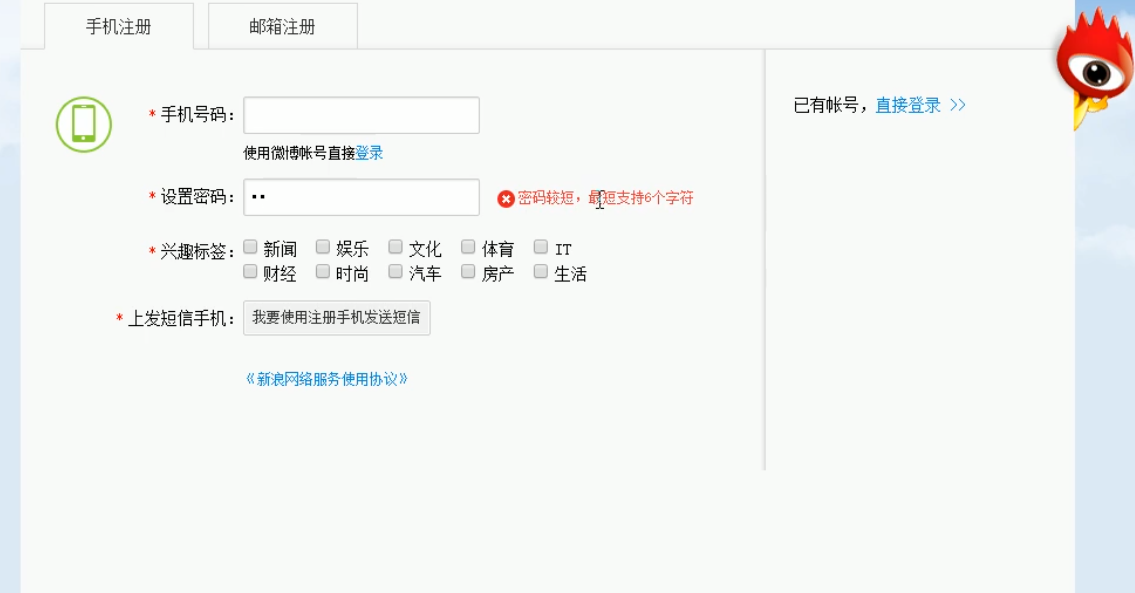 手机注册 邮箱注册
*手机号码：
使用微博帐号直接登录
已有帐号，直接登录 >>
*设置密码： 密码较短，最短支持6个字符
*兴趣标签： 新闻 娱乐 文化 体育 IT
财经 时尚 汽车 房产 生活
*上发短信手机： 我要使用注册手机发送短信
《新浪网络服务使用协议》